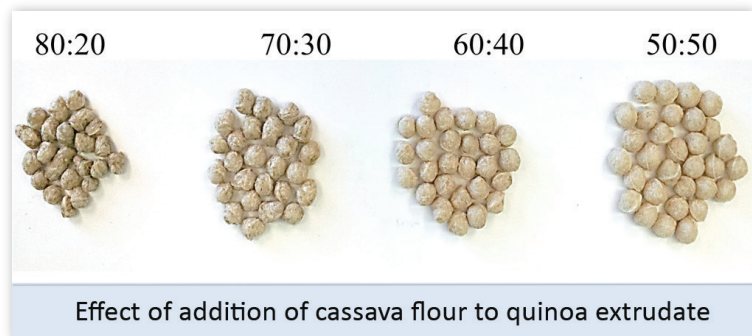 80:20 70:30 60:40 50:50
Effect of addition of cassava flour to quinoa extrudate